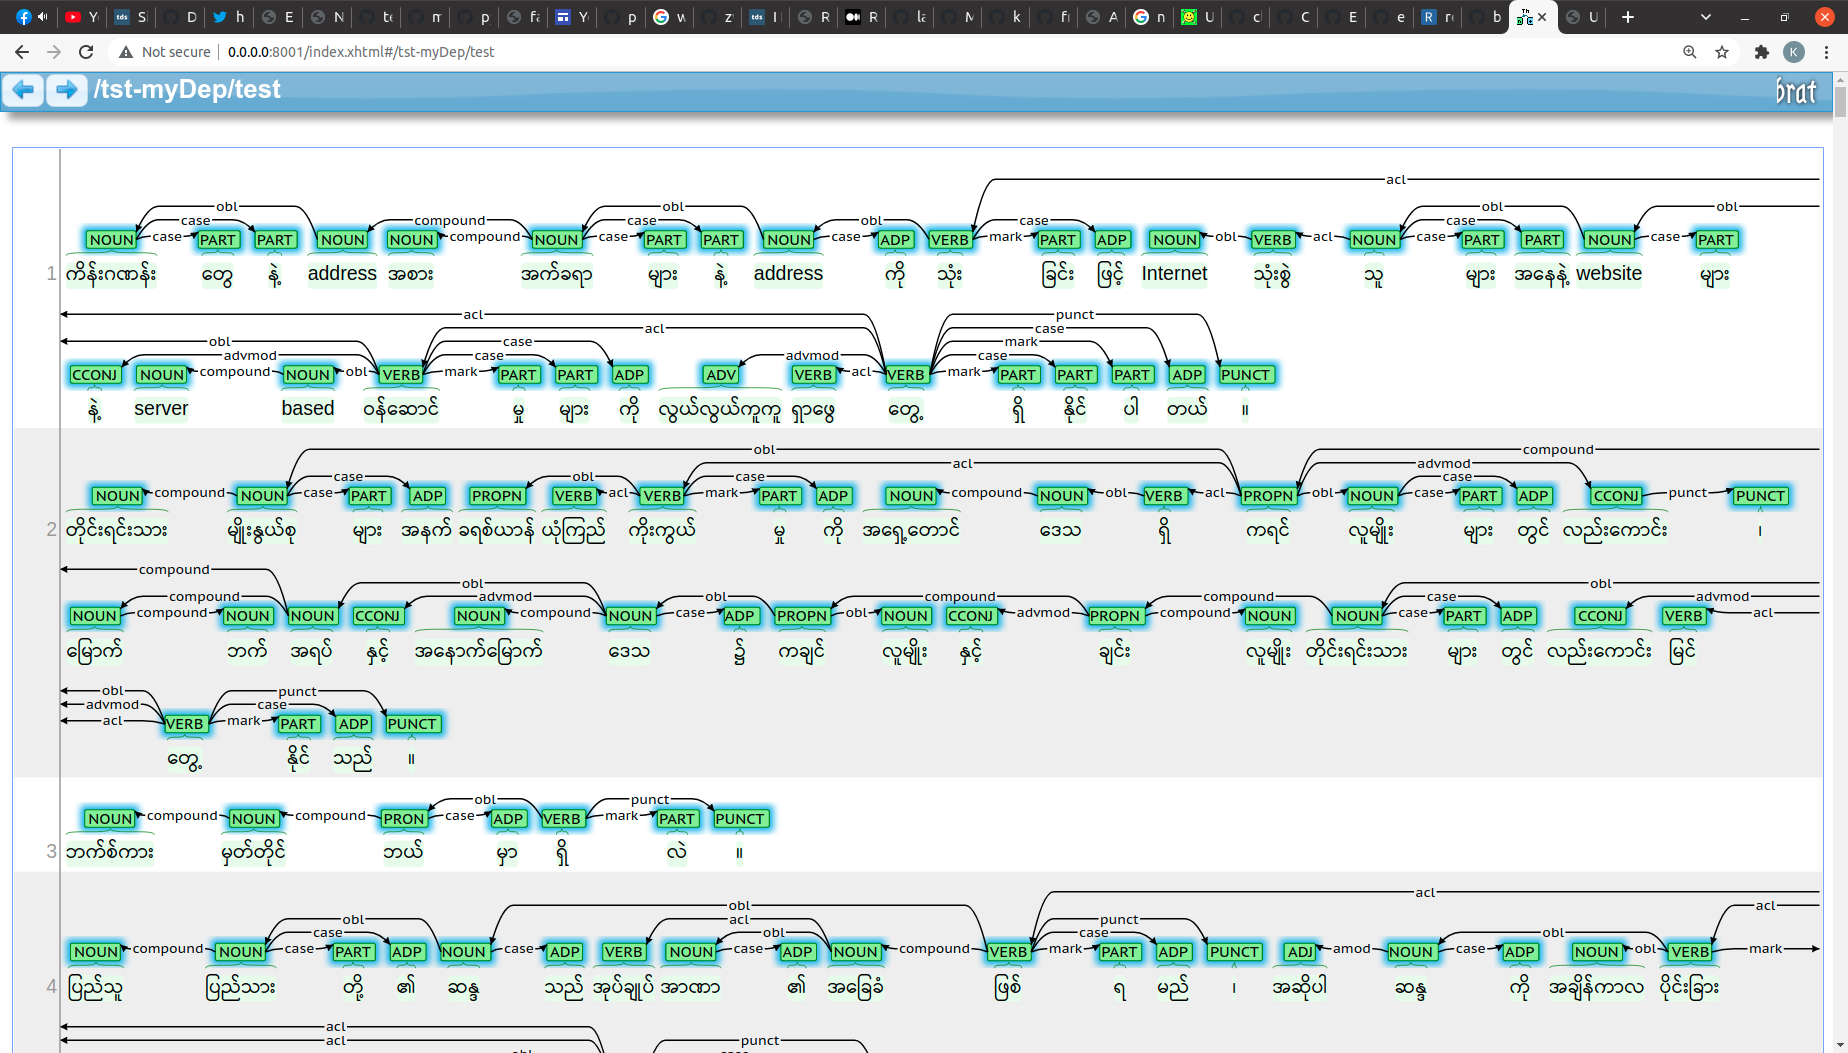 Not secure | 0.0.0.0:8001/index.xhtml#/tst-myDep/test K
/tst-myDep/test brat
acl
obl compound obl obl obl
case case case case
NOUN case PART PART NOUN NOUN compound NOUN case PART PART NOUN case ADP VERB mark PART ADP NOUN obl VERB acl NOUN case PART PART NOUN case PART
1 ကိန်းဂဏန်း တွေ နဲ့ address အစား အက်ခရာ များ နဲ့ address ကို သုံး ခြင်း ဖြင့် Internet သုံးစွဲ သူ များ အနေနဲ့ website များ
acl punct
acl case
obl case mark
advmod case advmod case
CCONJ NOUN compound NOUN obl VERB mark PART PART ADP ADV VERB acl VERB mark PART PART PART ADP PUNCT
နဲ့ server based ဝန်ဆောင် မှု များ ကို လွယ်လွယ်ကူကူ ရှာဖွေ တွေ့ ရှိ နိုင် ပါ တယ် ။
obl compound
acl advmod
case obl case case
NOUN compound NOUN case PART ADP PROPN VERB acl VERB mark PART ADP NOUN compound NOUN obl VERB acl PROPN obl NOUN case PART ADP CCONJ punct PUNCT
2 တိုင်းရင်းသား မျိုးနွယ်စု များ အနက် ခရစ်ယာန် ယုံကြည် ကိုးကွယ် မှု ကို အရှေ့တောင် ဒေသ ရှိ ကရင် လူမျိုး များ တွင် လည်းကောင်း ၊
compound obl obl
compound advmod obl compound compound case advmod
NOUN compound NOUN NOUN CCONJ NOUN compound NOUN case ADP PROPN obl NOUN CCONJ advmod PROPN compound NOUN NOUN case PART ADP CCONJ VERB acl
မြောက် ဘက် အရပ် နှင့် အနောက်မြောက် ဒေသ ၌ ကချင် လူမျိုး နှင့် ချင်း လူမျိုး တိုင်းရင်းသား များ တွင် လည်းကောင်း မြင်
obl punct
advmod case
acl VERB mark PART ADP PUNCT
တွေ့ နိုင် သည် ။
obl punct
NOUN compound NOUN compound PRON case ADP VERB mark PART PUNCT
3 ဘက်စ်ကား မှတ်တိုင် ဘယ် မှာ ရှိ လဲ ။
acl
obl acl
obl acl punct
case obl case obl
NOUN compound NOUN case PART ADP NOUN case ADP VERB NOUN case ADP NOUN compound VERB mark PART ADP PUNCT ADJ amod NOUN case ADP NOUN obl VERB mark
4 ပြည်သူ ပြည်သား တို့ ၏ ဆန္ဒ သည် အုပ်ချုပ် အာဏာ ၏ အခြေခံ ဖြစ် ရ မည် ၊ အဆိုပါ ဆန္ဒ ကို အချိန်ကာလ ပိုင်းခြား
acl
acl punct